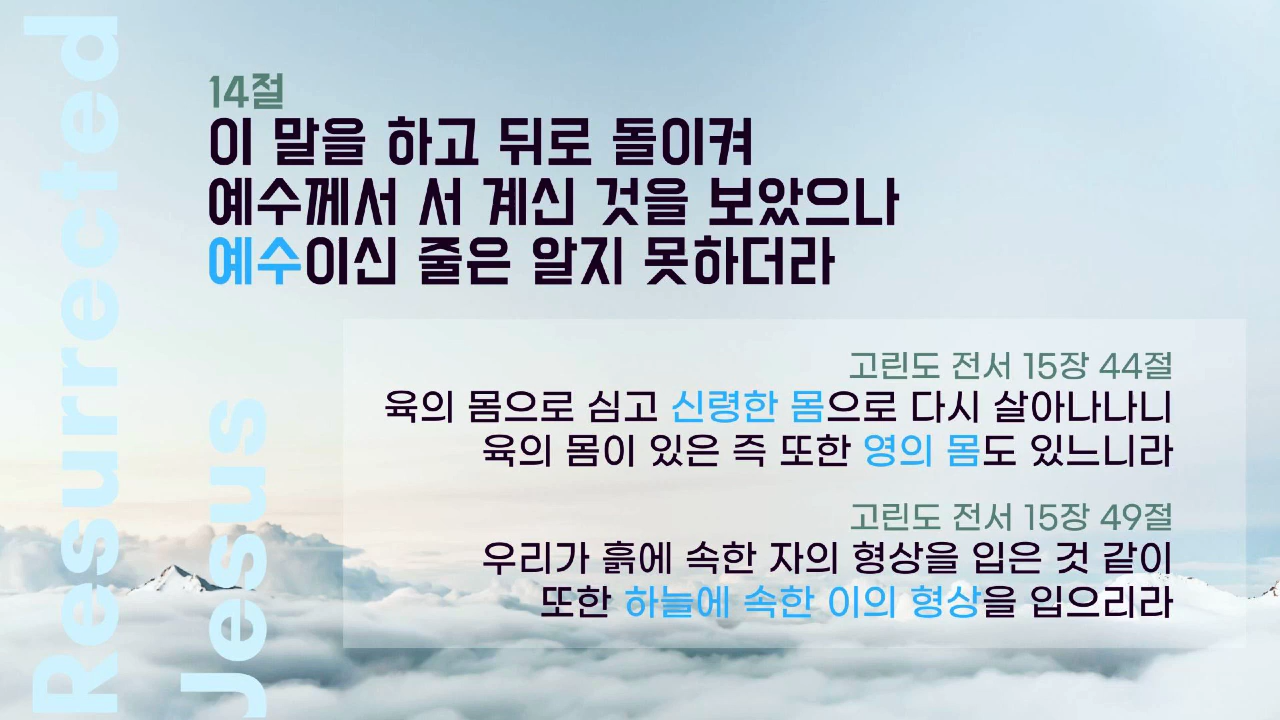 Resurrected
Jesus
14절
이 말을 하고 뒤로 돌이켜
예수께서 서 계신 것을 보았으나
예수이신 줄은 알지 못하더라
고린도 전서 15장 44절
육의 몸으로 심고 신령한 몸으로 다시 살아나나니
육의 몸이 있은 즉 또한 영의 몸도 있느니라
고린도 전서 15장 49절
우리가 흙에 속한 자의 형상을 입은 것 같이
또한 하늘에 속한 이의 형상을 입으리라